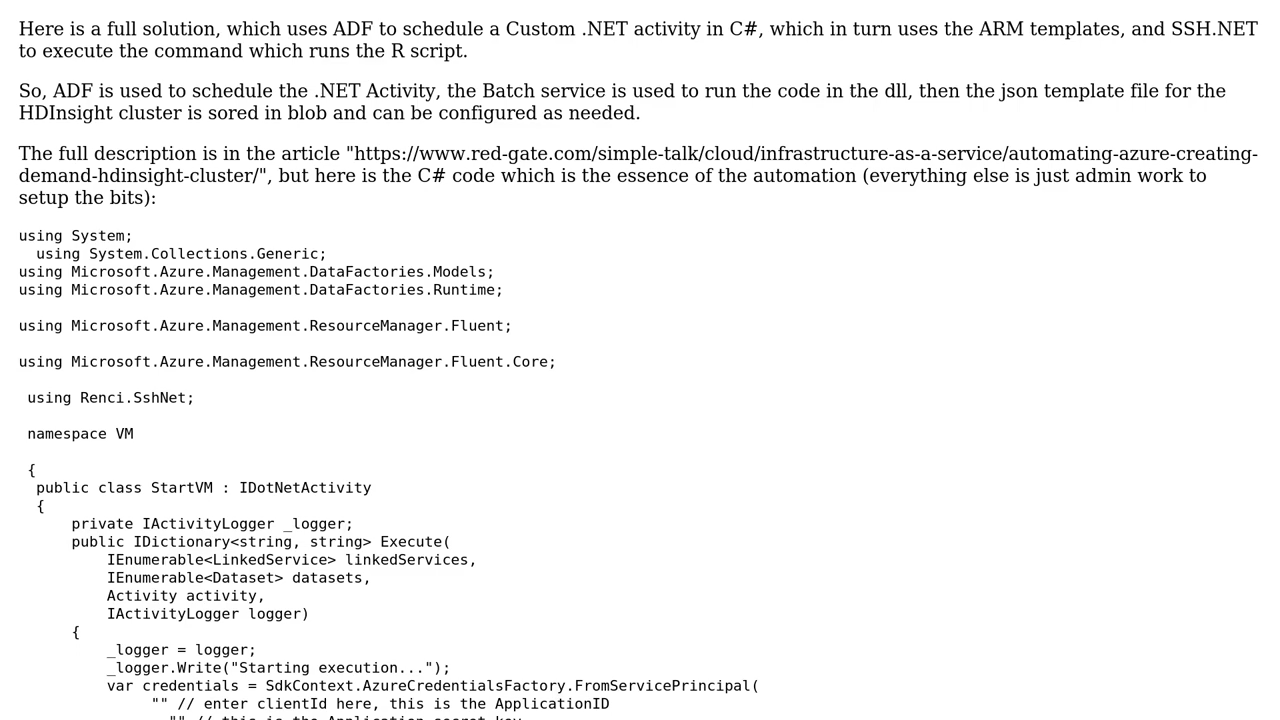 Here is a full solution, which uses ADF to schedule a Custom .NET activity in C#, which in turn uses the ARM templates, and SSH.NET
to execute the command which runs the R script.
So, ADF is used to schedule the .NET Activity, the Batch service is used to run the code in the dll, then the json template file for the
HDInsight cluster is sored in blob and can be configured as needed.
The full description is in the article "https://www.red-gate.com/simple-talk/cloud/infrastructure-as-a-service/automating-azure-creating-
demand-hdinsight-cluster/", but here is the C# code which is the essence of the automation (everything else is just admin work to
setup the bits):
using System;
  using System.Collections.Generic;
using Microsoft.Azure.Management.DataFactories.Models;
using Microsoft.Azure.Management.DataFactories.Runtime;
using Microsoft.Azure.Management.ResourceManager.Fluent;
using Microsoft.Azure.Management.ResourceManager.Fluent.Core;
 using Renci.SshNet;
 namespace VM
 {
  public class StartVM : IDotNetActivity
  {
      private IActivityLogger _logger;
      public IDictionary<string, string> Execute(
          IEnumerable<LinkedService> linkedServices,
          IEnumerable<Dataset> datasets,
          Activity activity,
          IActivityLogger logger)
      {
          _logger = logger;
          _logger.Write("Starting execution...");
          var credentials = SdkContext.AzureCredentialsFactory.FromServicePrincipal(
               "" // enter clientId here, this is the ApplicationID
                 "" // this is the Application secret key